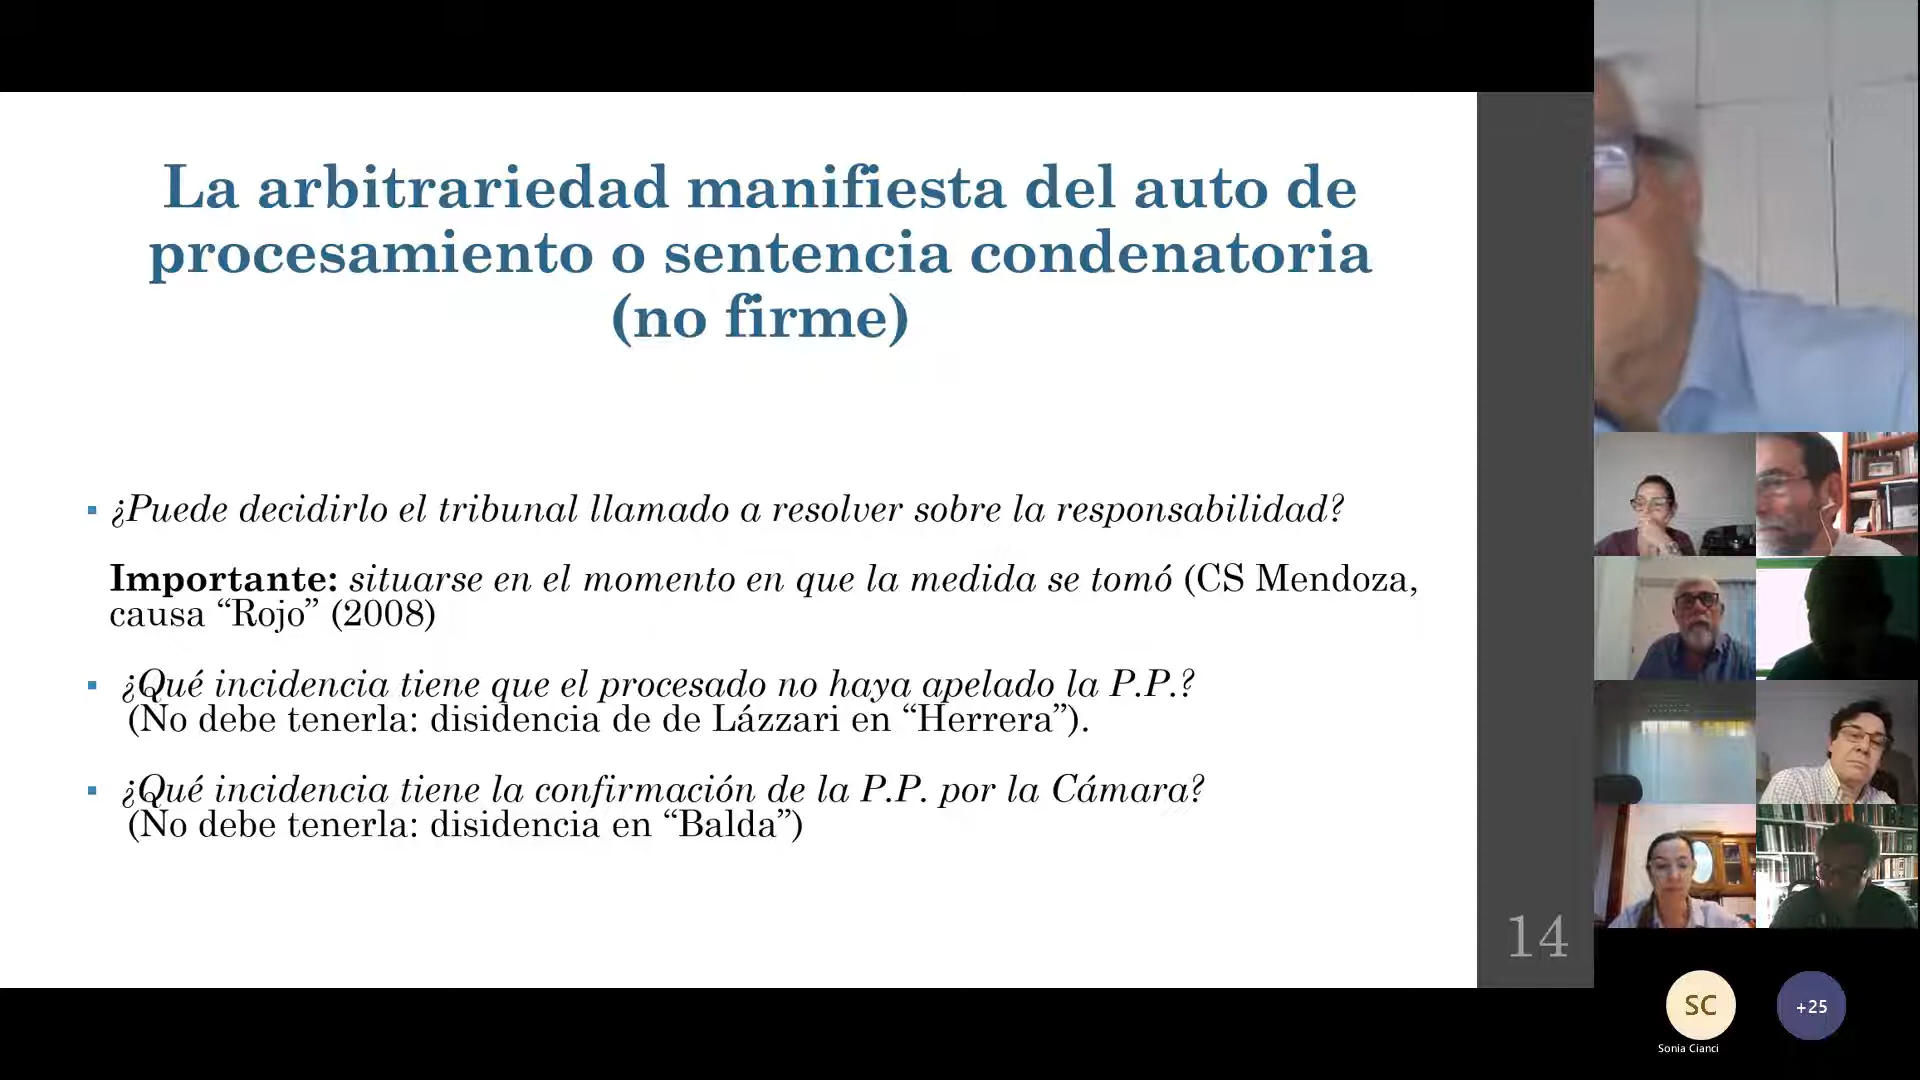 La arbitrariedad manifiesta del auto de
procesamiento o sentencia condenatoria
(no firme)
▪ ¿Puede decidirlo el tribunal llamado a resolver sobre la responsabilidad?
Importante: situarse en el momento en que la medida se tomó (CS Mendoza,
causa “Rojo” (2008)
▪ ¿Qué incidencia tiene que el procesado no haya apelado la P.P.?
(No debe tenerla: disidencia de de Lázzari en “Herrera”).
▪ ¿Qué incidencia tiene la confirmación de la P.P. por la Cámara?
(No debe tenerla: disidencia en “Balda”)
14
SC
+25
Sonia Cianci